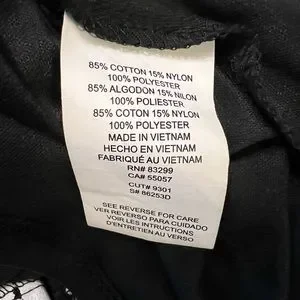 85% COTTON 15% NYLON
100% POLYESTER
85% ALGODON 15% NILON
100% POLIESTER
85% COTON 15% NYLON
100% POLYESTER
MADE IN VIETNAM
HECHO EN VIETNAM
FABRIQUÉ AU VIETNAM
RN# 83299
CA# 55057
CUT# 9301
S# 86253D
SEE REVERSE FOR CARE
VER REVERSO PARA CUIDADO
VOIR LES INSTRUCTIONS
D'ENTRETIEN AU VERSO